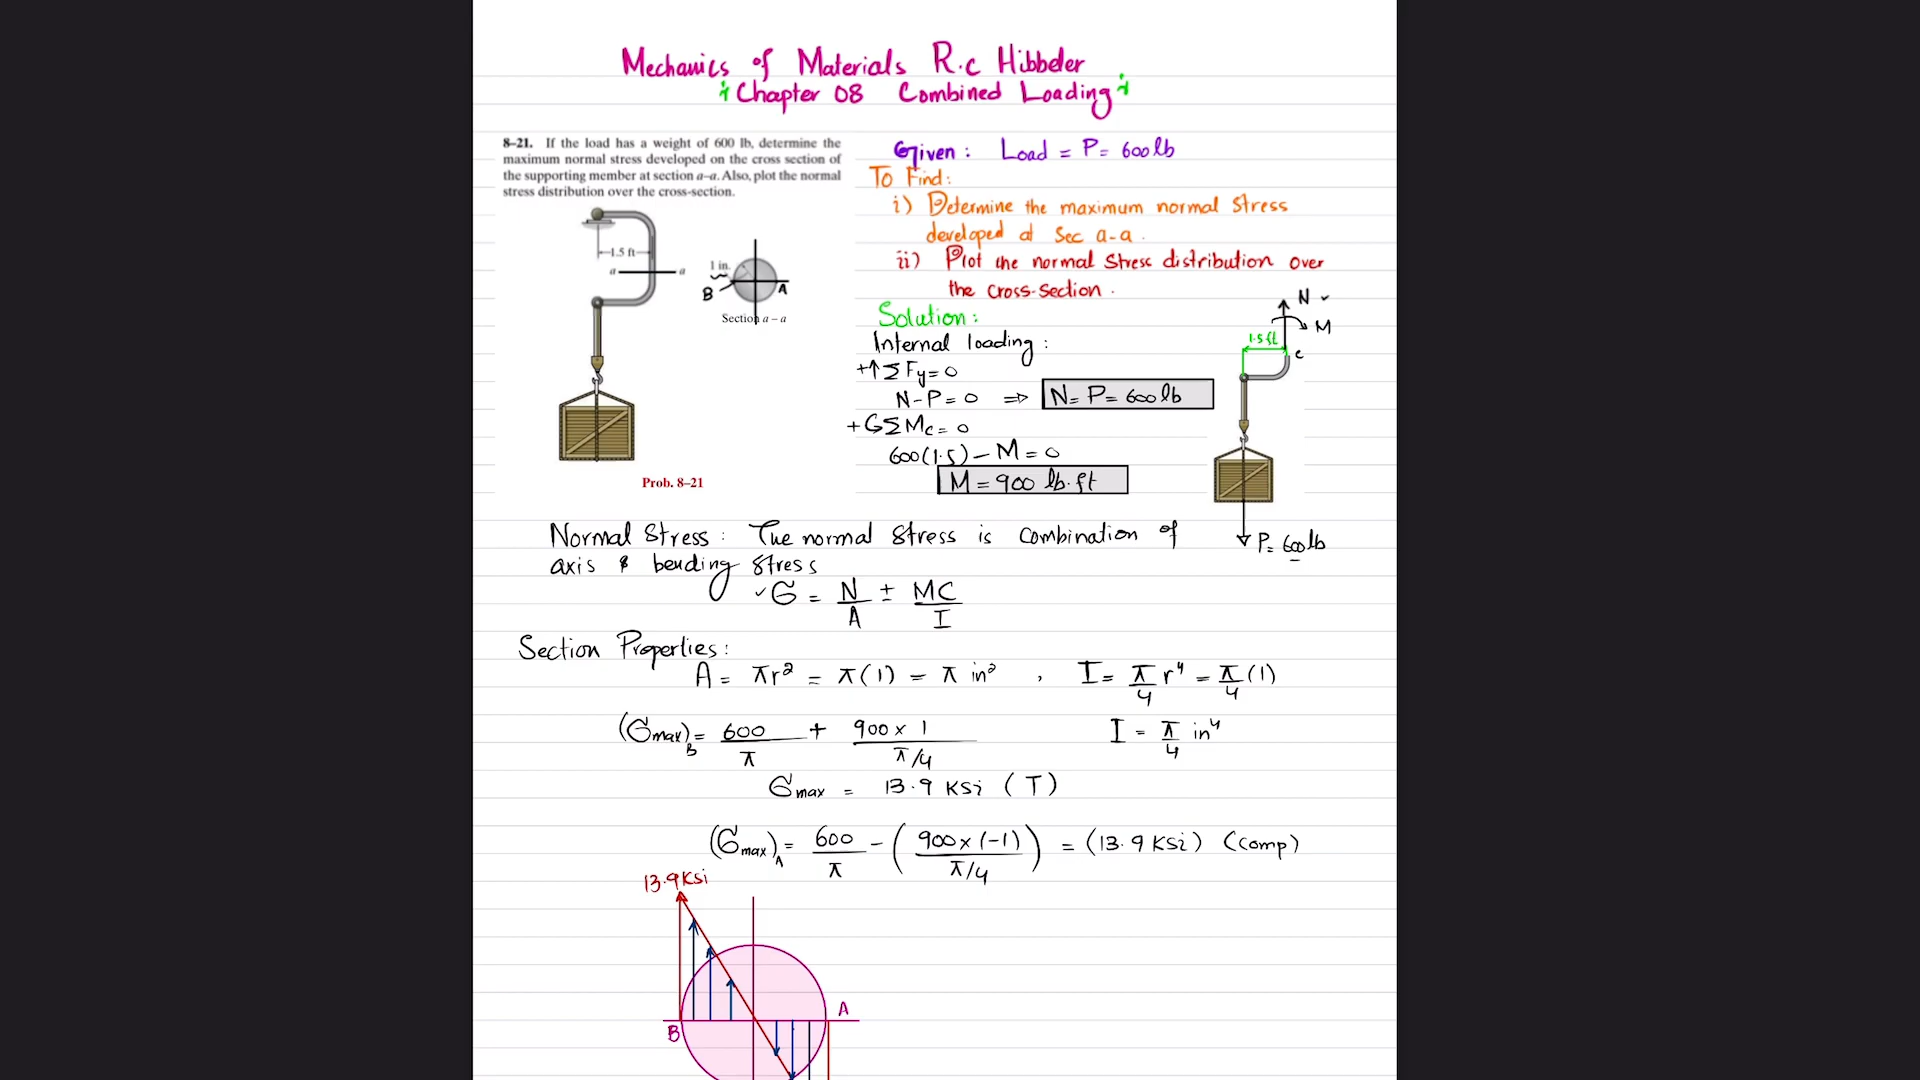 Mechanics of Materials R.C Hibbeler
Chapter 08 Combined Loading
8–21. If the load has a weight of 600 lb, determine the
maximum normal stress developed on the cross section of
the supporting member at section a–a. Also, plot the normal
stress distribution over the cross-section.
1.5 ft
a
a
1 in.
B
A
Section a – a
Prob. 8–21
Given: Load = P = 600 lb
To Find:
i) Determine the maximum normal stress
developed at Sec a-a.
ii) Plot the normal stress distribution over
the cross-section.
Solution:
Internal loading:
+↑ΣFy = 0
N - P = 0 ⇒ N = P = 600 lb
+↺ΣMc = 0
600(1.5) - M = 0
M = 900 lb.ft
N ✓
M
1.5 ft
c
P = 600 lb
Normal Stress: The normal stress is combination of
axis & bending stress
✓σ = N/A ± MC/I
Section Properties:
A = πr² = π(1) = π in², I = π/4 r⁴ = π/4 (1)
I = π/4 in⁴
(σmax)B = 600/π + 900×1/π/4
σmax = 13.9 Ksi (T)
(σmax)A = 600/π - (900×(-1)/π/4) = (13.9 Ksi) (comp)
13.9 Ksi
A
B